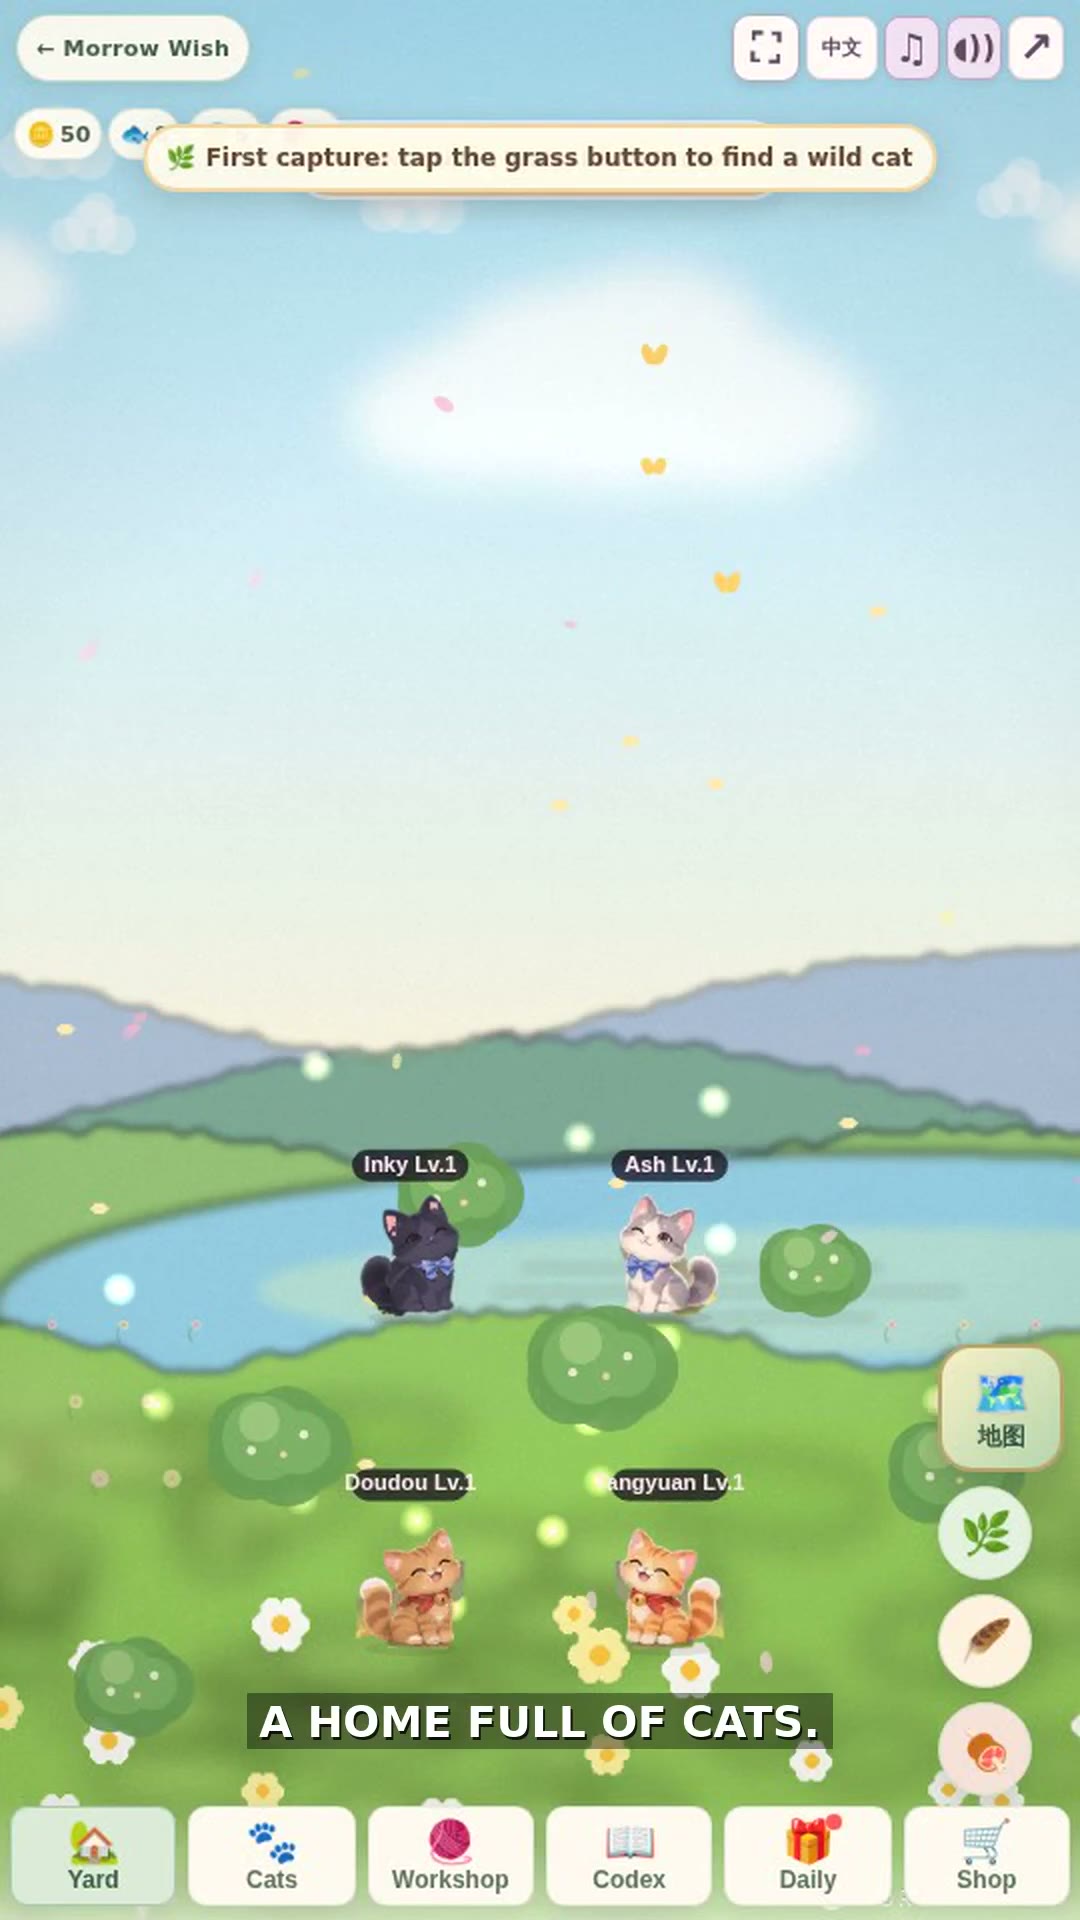 ← Morrow Wish
中文
50
First capture: tap the grass button to find a wild cat
Inky Lv.1
Ash Lv.1
地图
Doudou Lv.1
angyuan Lv.1
A HOME FULL OF CATS.
Yard
Cats
Workshop
Codex
Daily
Shop